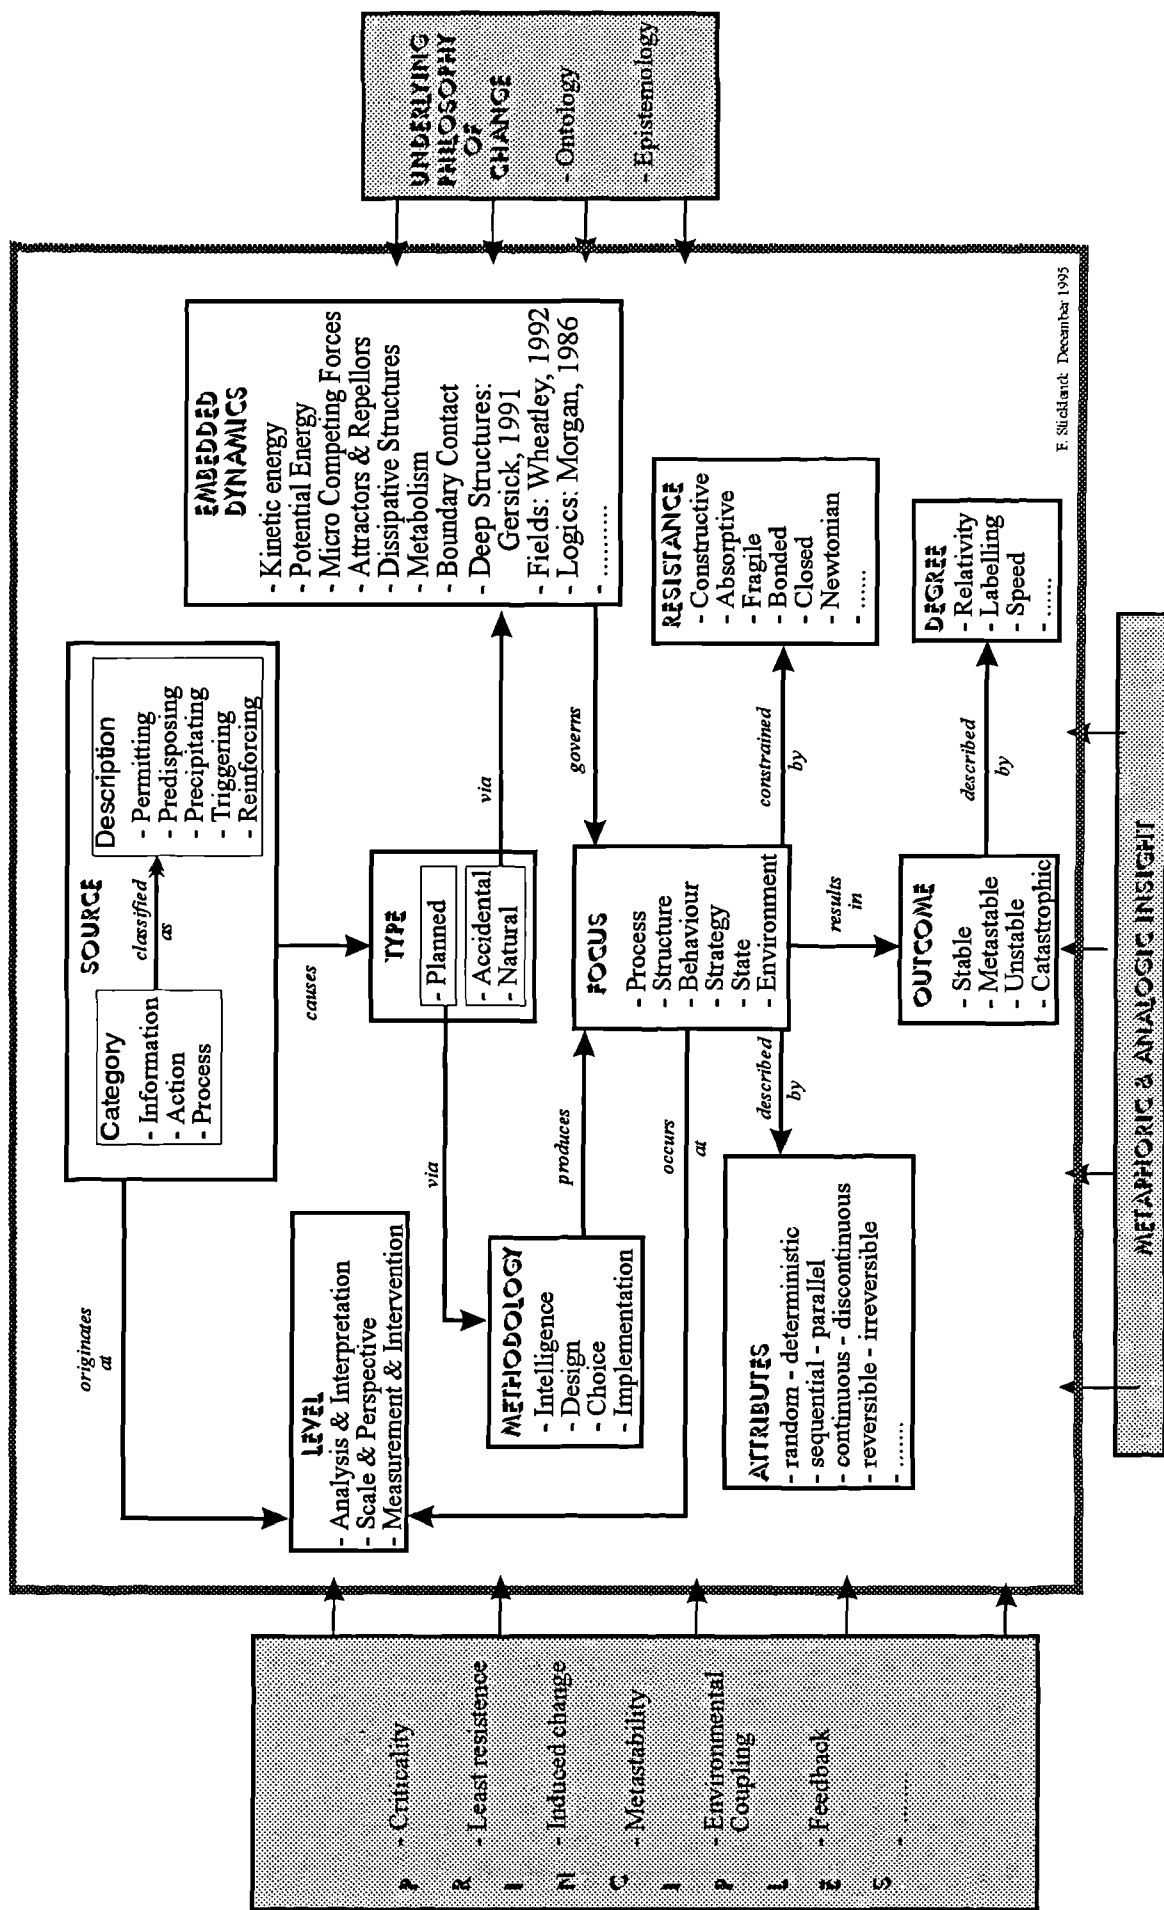 P
R
I
N
C
I
P
L
E
S
- Criticality
- Least resistence
- Induced change
- Metastability
- Environmental
Coupling
- Feedback
- ........
originates
at
SOURCE
Category
- Information
- Action
- Process
classified
as
Description
- Permitting
- Predisposing
- Precipitating
- Triggering
- Reinforcing
causes
LEVEL
- Analysis & Interpretation
- Scale & Perspective
- Measurement & Intervention
TYPE
- Planned
- Accidental
- Natural
via
via
EMBEDDED
DYNAMICS
- Kinetic energy
- Potential Energy
- Micro Competing Forces
- Attractors & Repellors
- Dissipative Structures
- Metabolism
- Boundary Contact
- Deep Structures:
Gersick, 1991
- Fields: Wheatley, 1992
- Logics: Morgan, 1986
- .........
METHODOLOGY
- Intelligence
- Design
- Choice
- Implementation
produces
governs
FOCUS
- Process
- Structure
- Behaviour
- Strategy
- State
- Environment
occurs
at
described
by
constrained
by
results
in
RESISTANCE
- Constructive
- Absorptive
- Fragile
- Bonded
- Closed
- Newtonian
- ......
ATTRIBUTES
- random - deterministic
- sequential - parallel
- continuous - discontinuous
- reversible - irreversible
- .......
OUTCOME
- Stable
- Metastable
- Unstable
- Catastrophic
described
by
DEGREE
- Relativity
- Labelling
- Speed
- ......
F. Stickland: December 1995
UNDERLYING
PHILOSOPHY
OF
CHANGE
- Ontology
- Epistemology
METAPHORIC & ANALOGIC INSIGHT